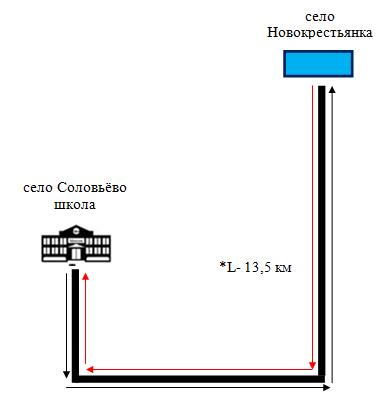 село
Новокрестьянка
село Соловьёво
школа
*L- 13,5 км